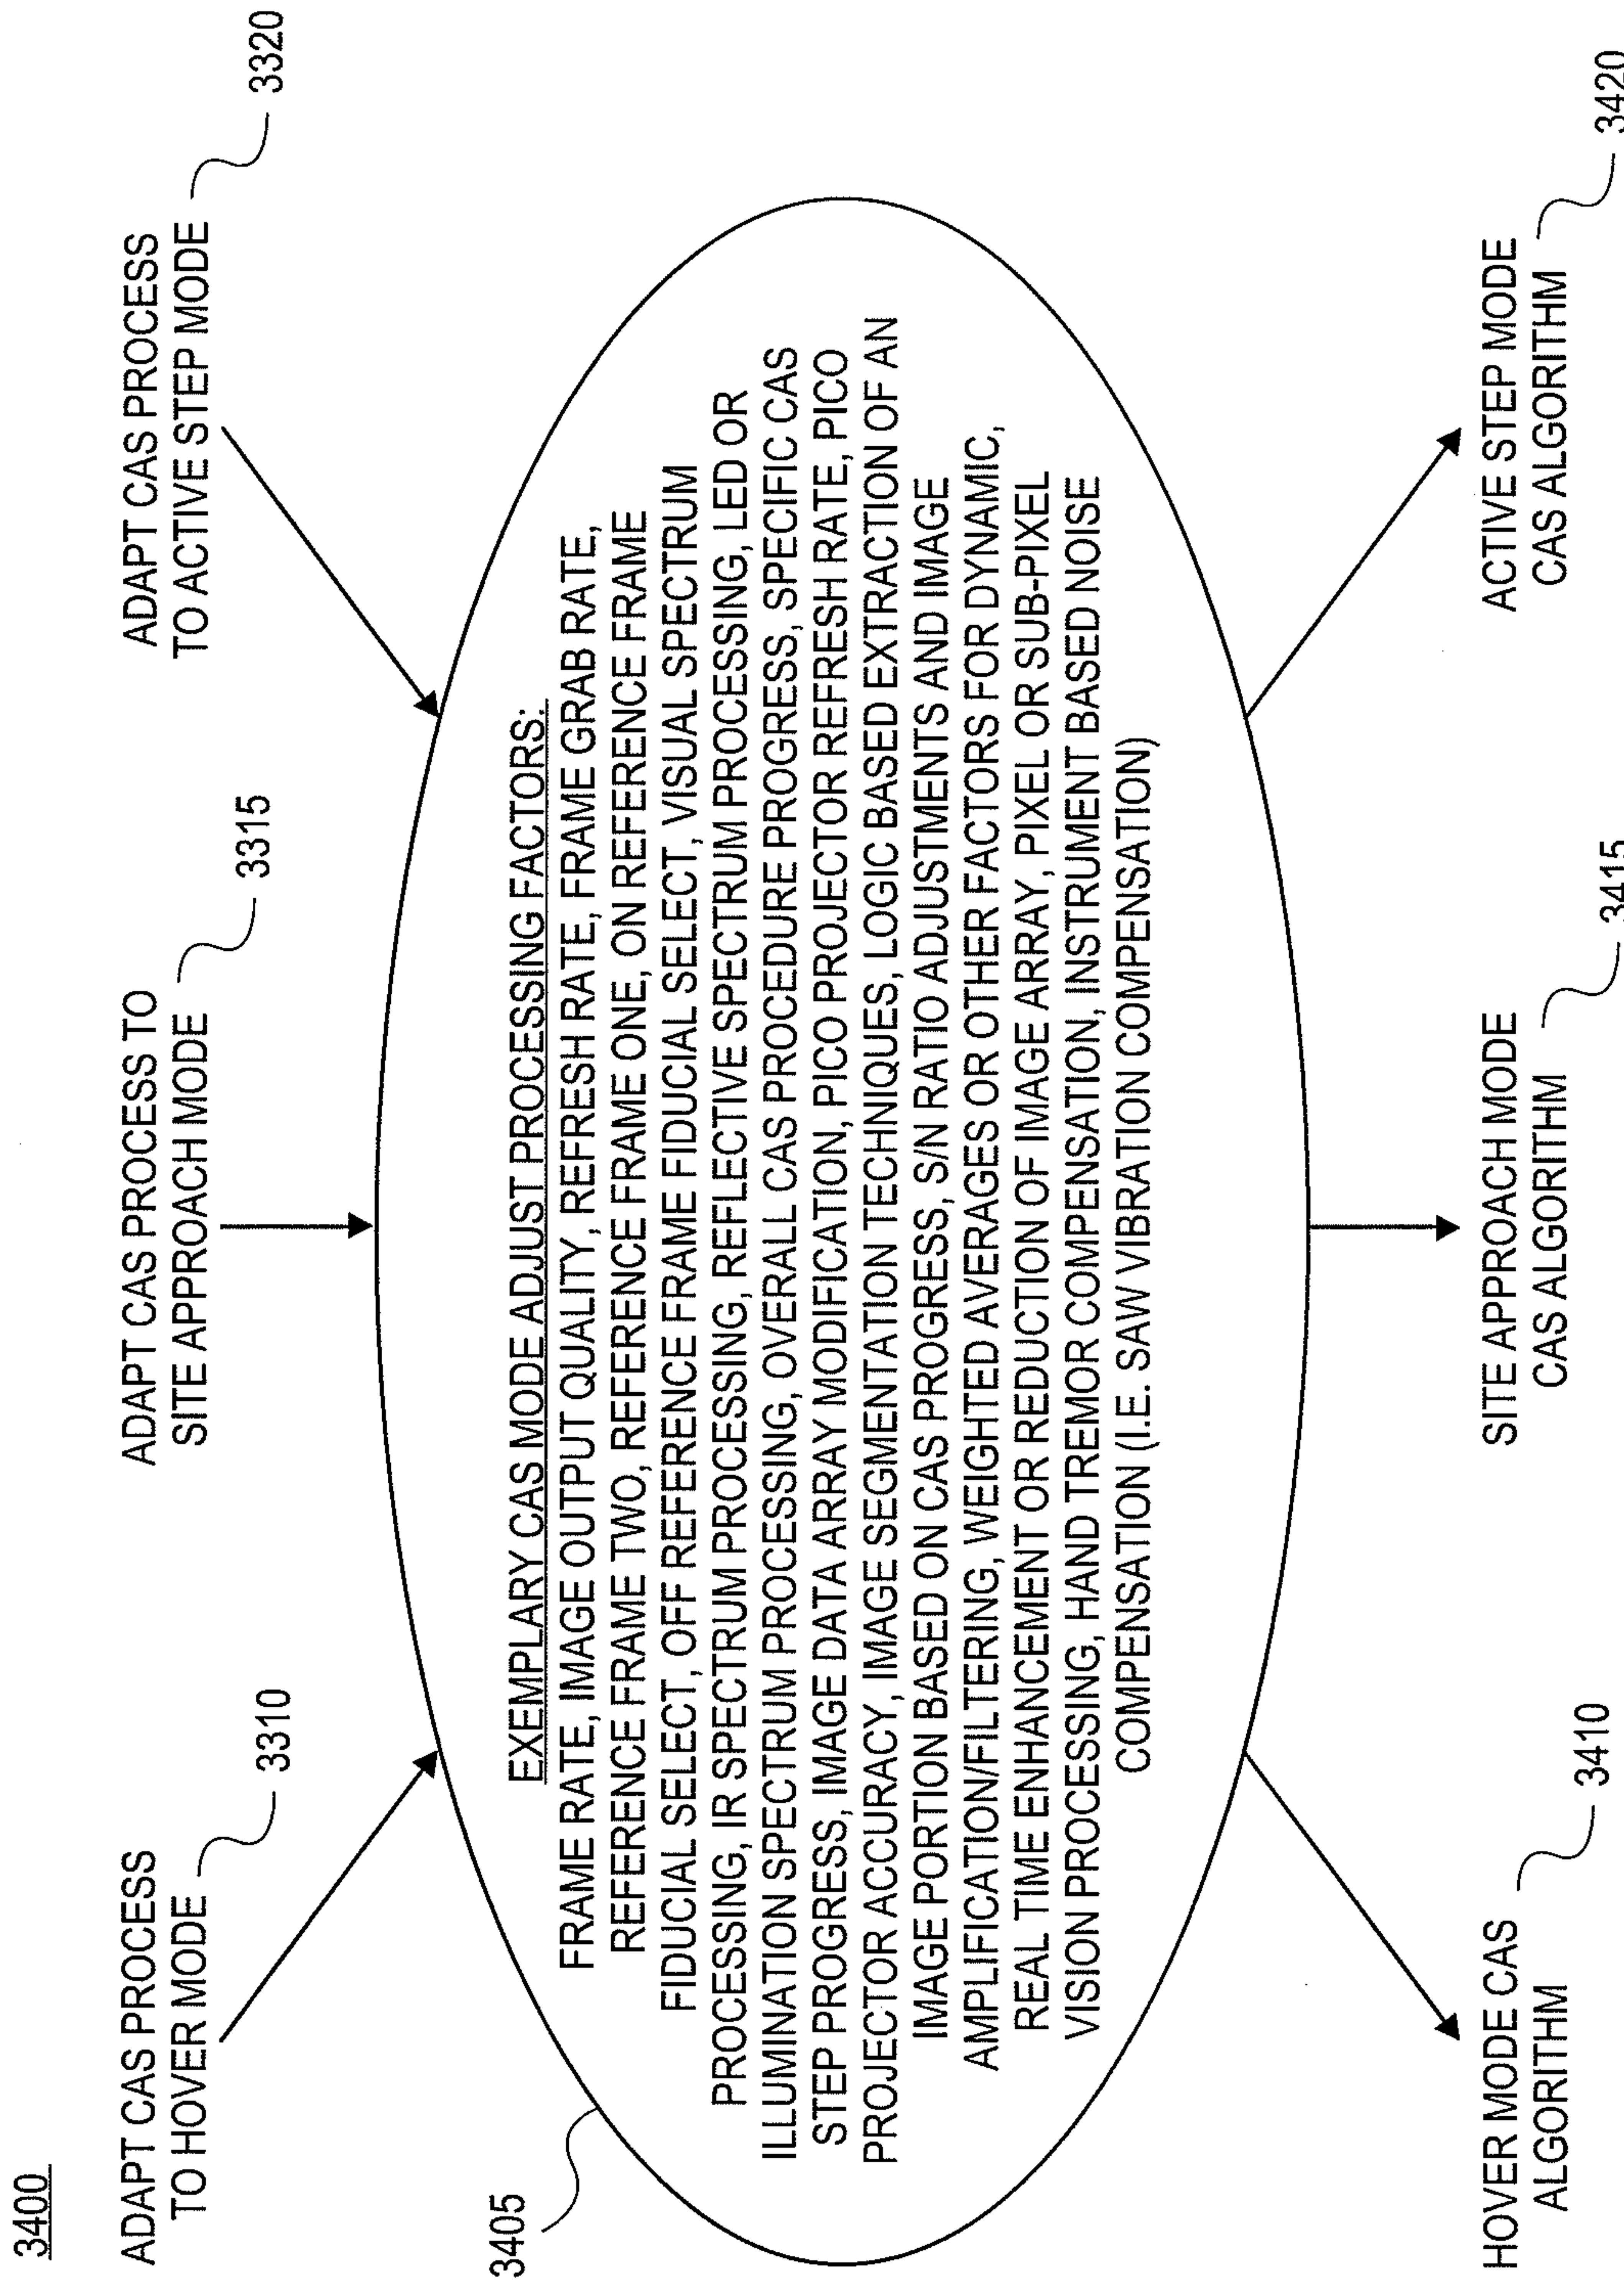 3400
ADAPT CAS PROCESS
TO HOVER MODE
3310
ADAPT CAS PROCESS TO
SITE APPROACH MODE
3315
ADAPT CAS PROCESS
TO ACTIVE STEP MODE
3320
3405
EXEMPLARY CAS MODE ADJUST PROCESSING FACTORS:
FRAME RATE, IMAGE OUTPUT QUALITY, REFRESH RATE, FRAME GRAB RATE,
REFERENCE FRAME TWO, REFERENCE FRAME ONE, ON REFERENCE FRAME
FIDUCIAL SELECT, OFF REFERENCE FRAME FIDUCIAL SELECT, VISUAL SPECTRUM
PROCESSING, IR SPECTRUM PROCESSING, REFLECTIVE SPECTRUM PROCESSING, LED OR
ILLUMINATION SPECTRUM PROCESSING, OVERALL CAS PROCEDURE PROGRESS, SPECIFIC CAS
STEP PROGRESS, IMAGE DATA ARRAY MODIFICATION, PICO PROJECTOR REFRESH RATE, PICO
PROJECTOR ACCURACY, IMAGE SEGMENTATION TECHNIQUES, LOGIC BASED EXTRACTION OF AN
IMAGE PORTION BASED ON CAS PROGRESS, S/N RATIO ADJUSTMENTS AND IMAGE
AMPLIFICATION/FILTERING, WEIGHTED AVERAGES OR OTHER FACTORS FOR DYNAMIC,
REAL TIME ENHANCEMENT OR REDUCTION OF IMAGE ARRAY, PIXEL OR SUB-PIXEL
VISION PROCESSING, HAND TREMOR COMPENSATION, INSTRUMENT BASED NOISE
COMPENSATION (I.E. SAW VIBRATION COMPENSATION)
HOVER MODE CAS
ALGORITHM
3410
SITE APPROACH MODE
CAS ALGORITHM
3415
ACTIVE STEP MODE
CAS ALGORITHM
3420